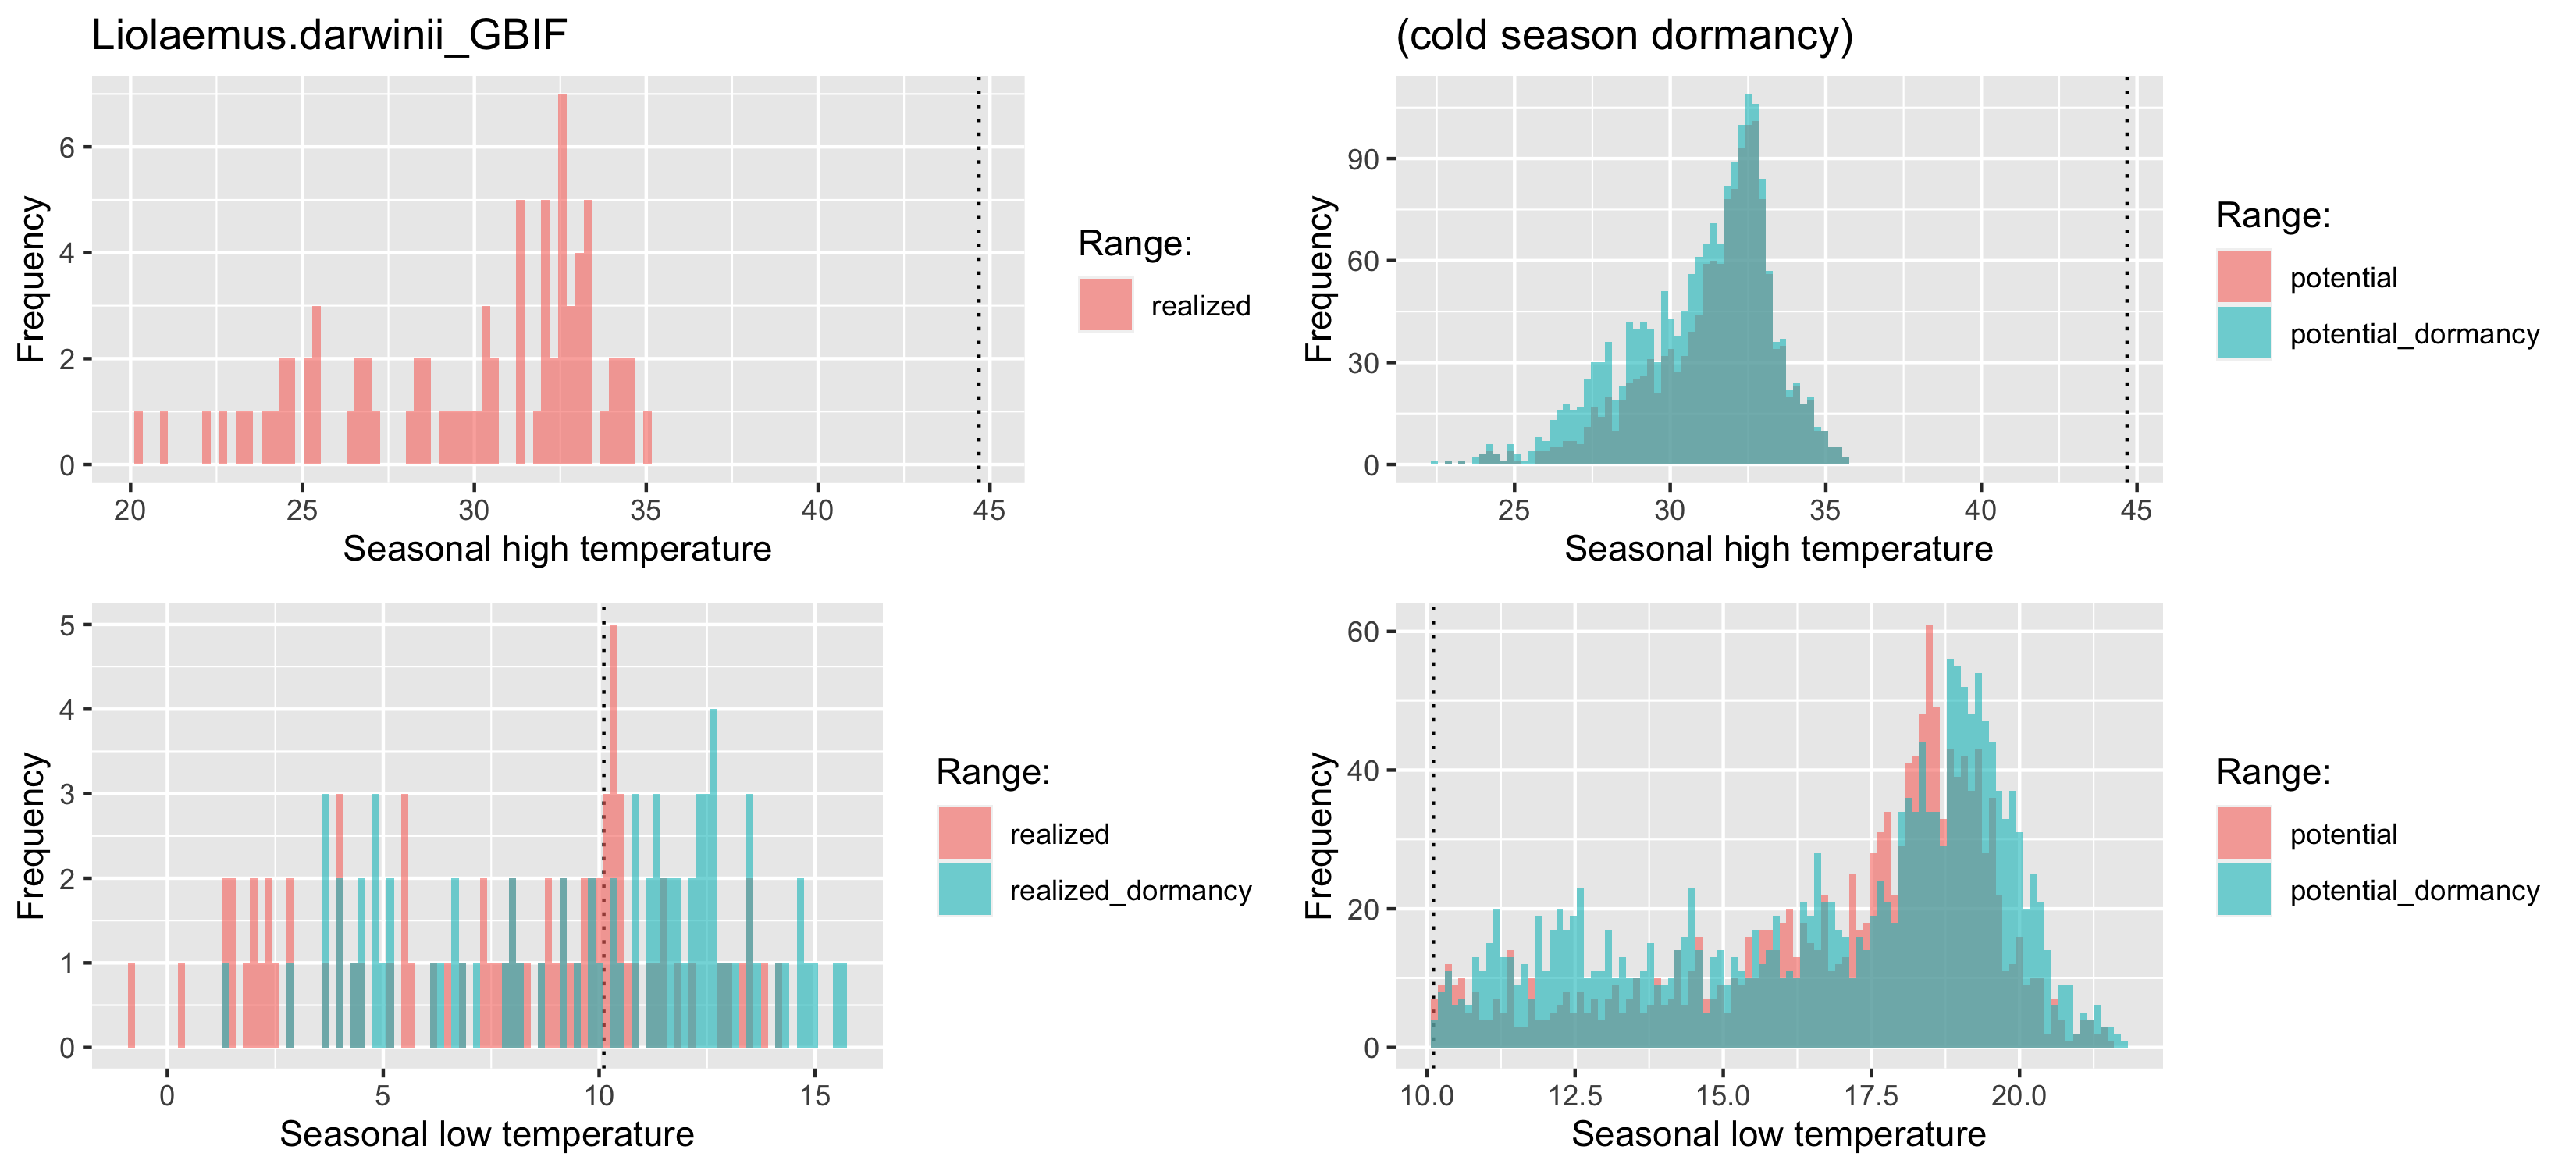 Liolaemus.darwinii_GBIF
Frequency
6
4
2
0
20 25 30 35 40 45
Seasonal high temperature
Range:
realized
(cold season dormancy)
Frequency
90
60
30
0
25 30 35 40 45
Seasonal high temperature
Range:
potential
potential_dormancy
Frequency
5
4
3
2
1
0
0 5 10 15
Seasonal low temperature
Range:
realized
realized_dormancy
Frequency
60
40
20
0
10.0 12.5 15.0 17.5 20.0
Seasonal low temperature
Range:
potential
potential_dormancy